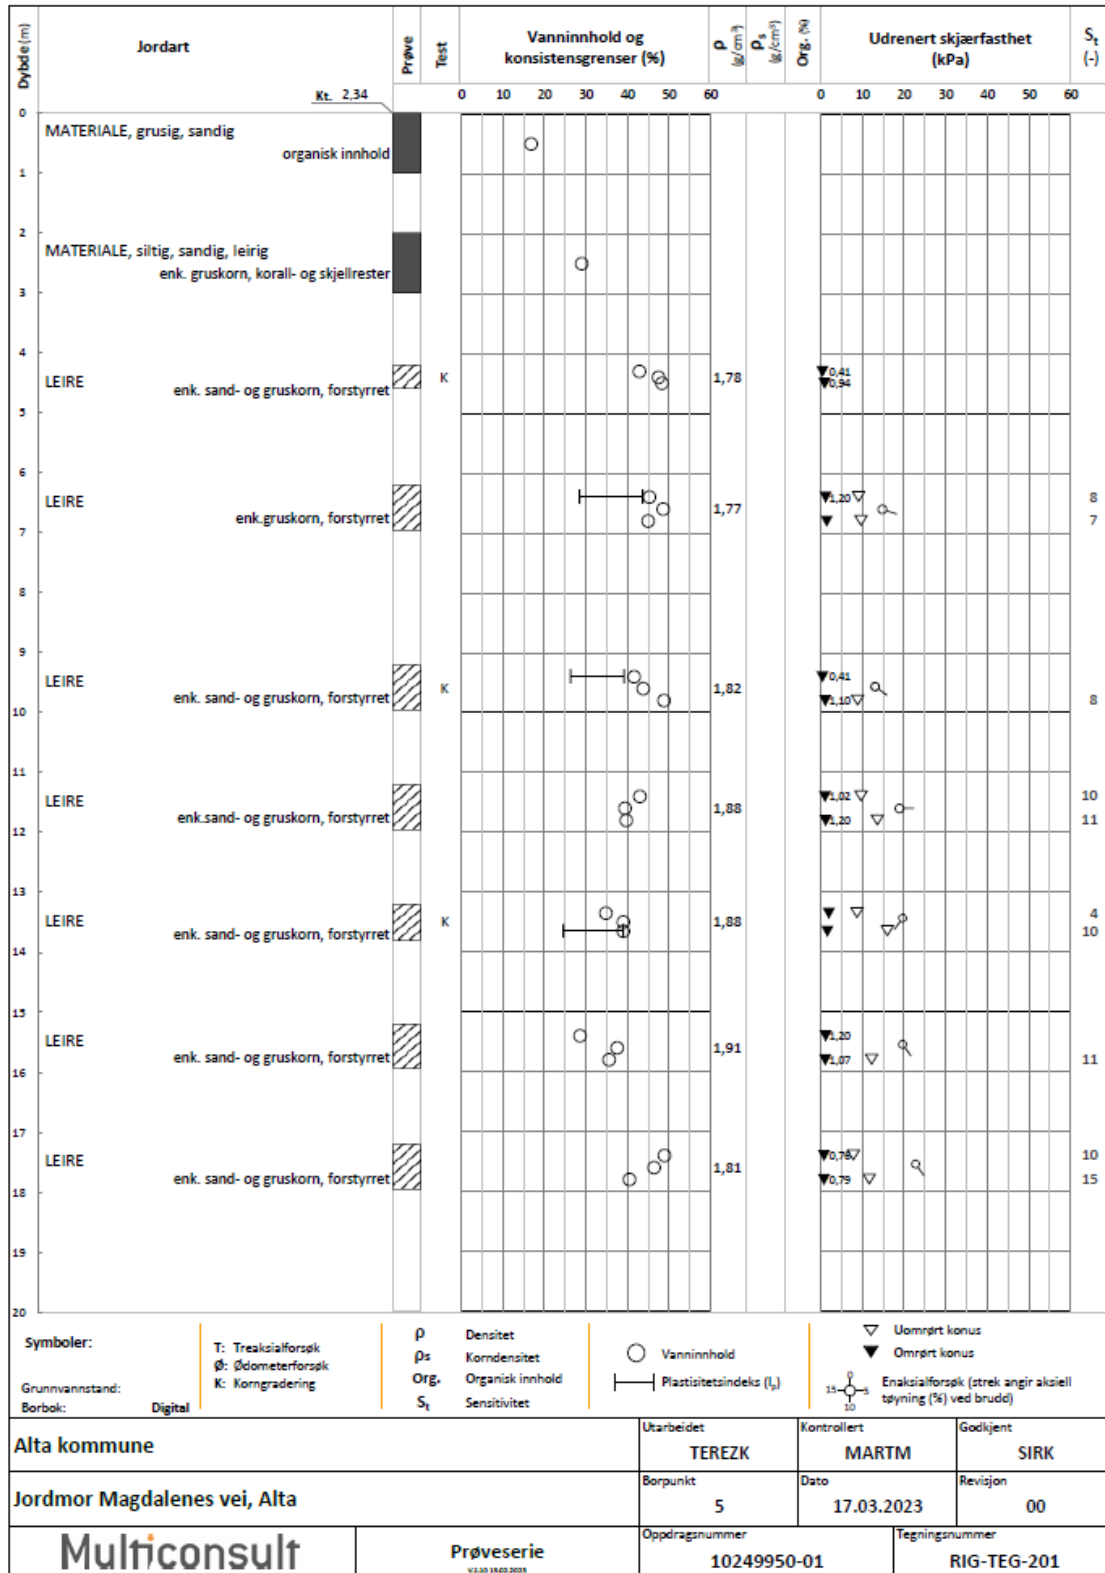 Dybde (m)
Jordart
Prøve
Test
Vanninnhold og
konsistensgrenser (%)
ρ
(g/cm³)
ρs
(g/cm³)
Org. (%)
Udrenert skjærfasthet
(kPa)
St
(-)
Kt. 2,34
0 10 20 30 40 50 60
0 10 20 30 40 50 60
0
MATERIALE, grusig, sandig
organisk innhold
1
2
MATERIALE, siltig, sandig, leirig
enk. gruskorn, korall- og skjellrester
3
4
LEIRE
enk. sand- og gruskorn, forstyrret
K
1,78
0,41
0,94
5
6
LEIRE
enk.gruskorn, forstyrret
1,77
1,20
8
7
7
8
9
LEIRE
enk. sand- og gruskorn, forstyrret
K
1,82
0,41
1,10
8
10
11
LEIRE
enk.sand- og gruskorn, forstyrret
1,88
1,02
1,20
10
11
12
13
LEIRE
enk. sand- og gruskorn, forstyrret
K
1,88
4
10
14
15
LEIRE
enk. sand- og gruskorn, forstyrret
1,91
1,20
1,07
11
16
17
LEIRE
enk. sand- og gruskorn, forstyrret
1,81
0,76
0,79
10
15
18
19
20
Symboler:
Grunnvannstand:
Borbok: Digital
T: Treaksialforsøk
Ø: Ødometerforsøk
K: Korngradering
ρ Densitet
ρs Korndensitet
Org. Organisk innhold
St Sensitivitet
Vanninnhold
Plastisitetsindeks (Ip)
Uomrørt konus
Omrørt konus
0
15 5
10
Enaksialforsøk (strek angir aksiell
tøyning (%) ved brudd)
Alta kommune
Utarbeidet
TEREZK
Kontrollert
MARTM
Godkjent
SIRK
Jordmor Magdalenes vei, Alta
Borpunkt
5
Dato
17.03.2023
Revisjon
00
Multiconsult
Prøveserie
Oppdragsnummer
10249950-01
Tegningsnummer
RIG-TEG-201